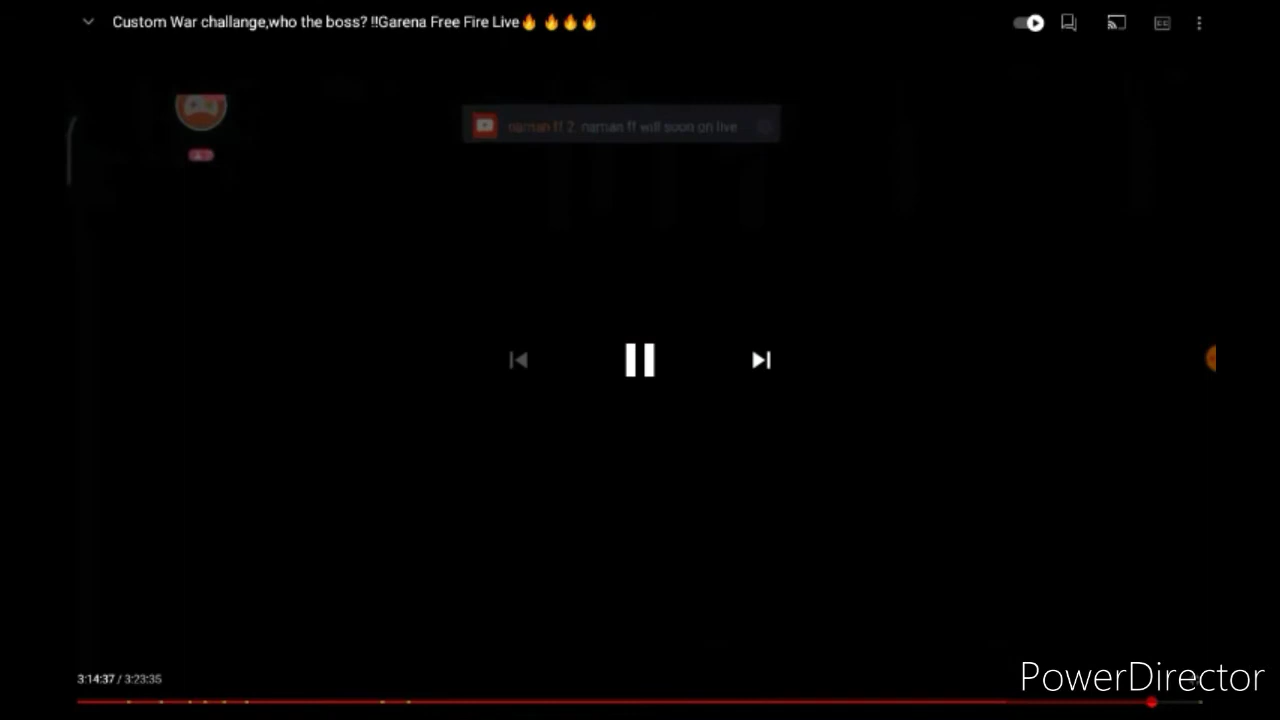 Custom War challange,who the boss? !!Garena Free Fire Live🔥 🔥🔥🔥
CC
naman ff 2: naman ff will soon on live
3:14:37 / 3:23:35
PowerDirector